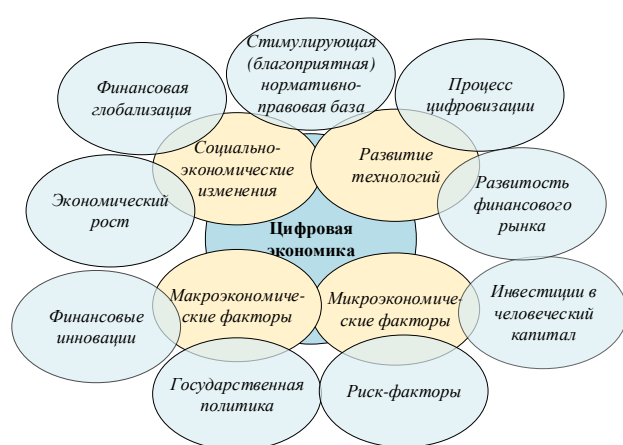 Стимулирующая
(благоприятная)
нормативно-
правовая база
Финансовая
глобализация
Процесс
цифровизации
Социально-
экономические
изменения
Развитие
технологий
Экономический
рост
Развитость
финансового
рынка
Цифровая
экономика
Макроэкономиче-
ские факторы
Микроэкономиче-
ские факторы
Финансовые
инновации
Инвестиции в
человеческий
капитал
Государственная
политика
Риск-факторы